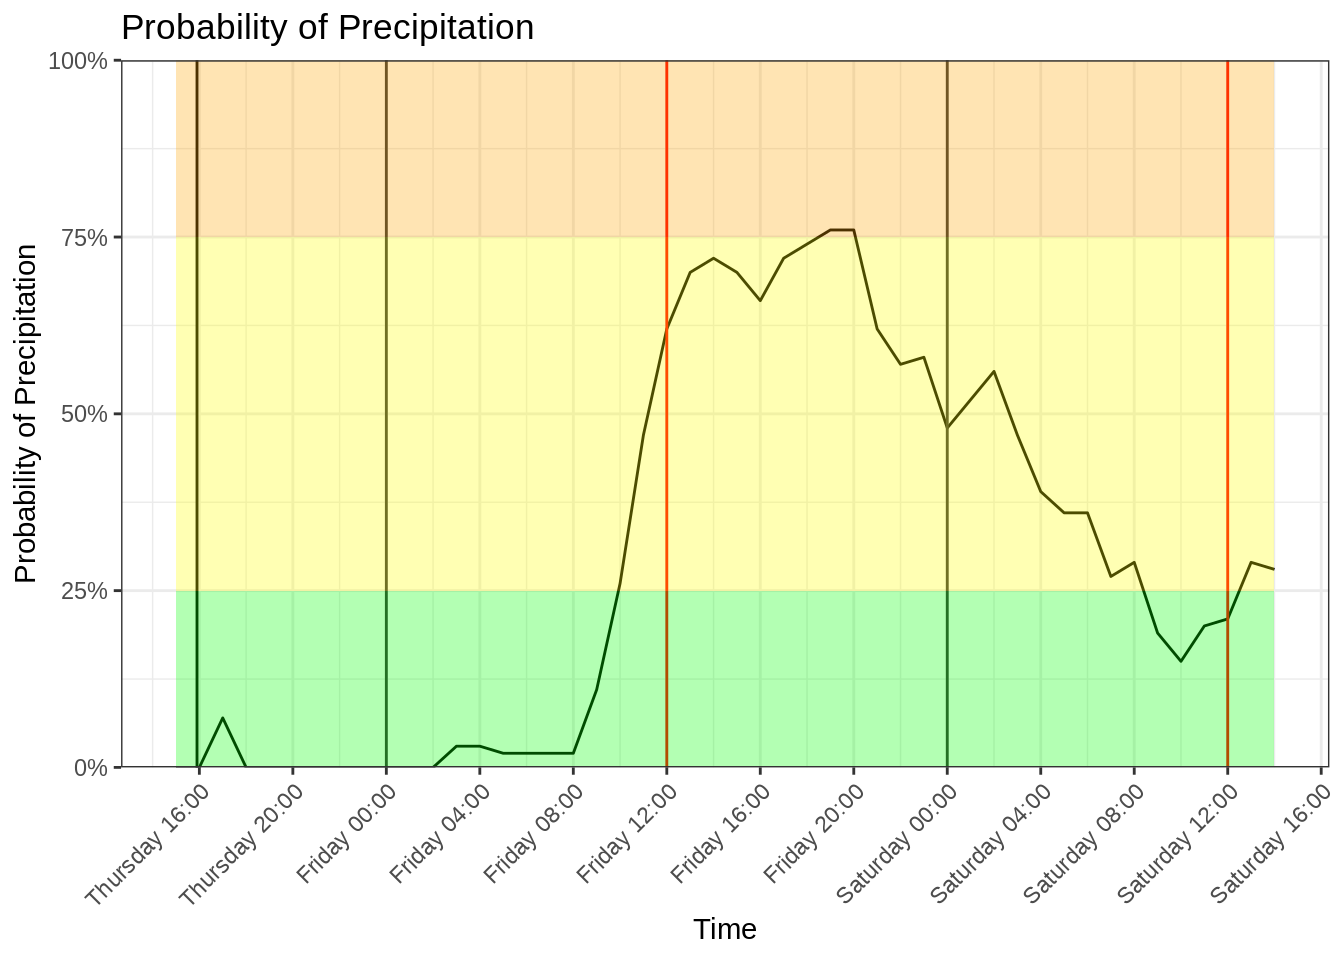 Probability of Precipitation
Probability of Precipitation
100%
75%
50%
25%
0%
Thursday 16:00
Thursday 20:00
Friday 00:00
Friday 04:00
Friday 08:00
Friday 12:00
Friday 16:00
Friday 20:00
Saturday 00:00
Saturday 04:00
Saturday 08:00
Saturday 12:00
Saturday 16:00
Time